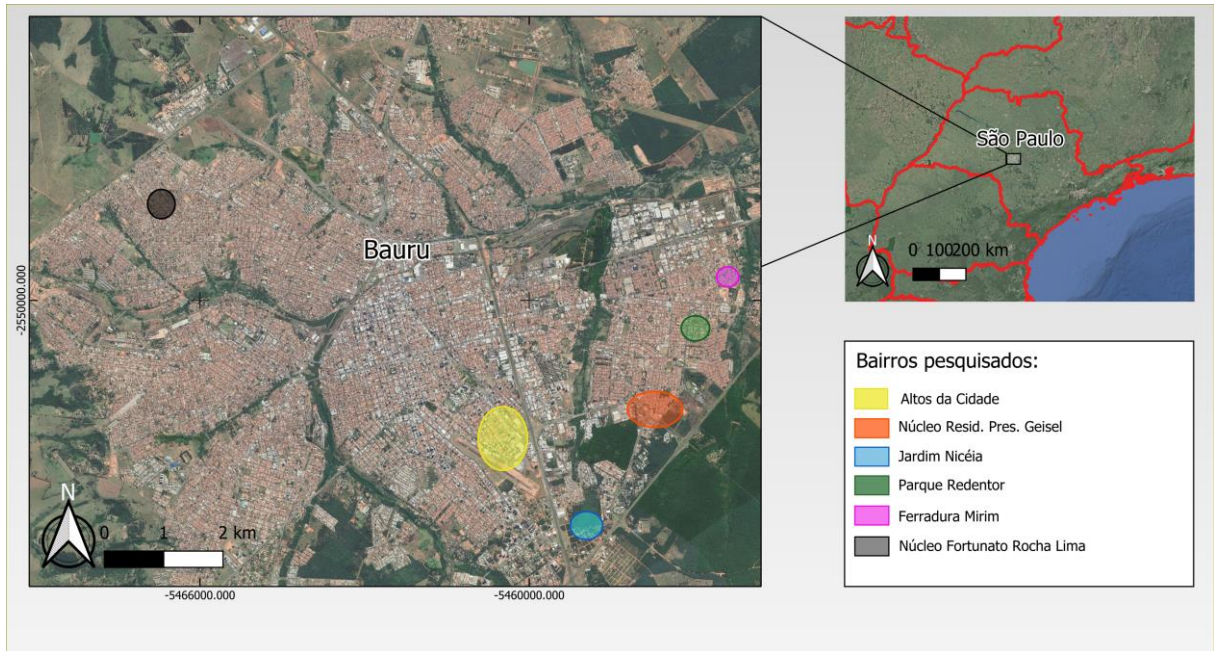 Bauru
N
0 1 2 km
-2550000.000
-5466000.000
-5460000.000
São Paulo
N
0 100200 km
Bairros pesquisados:
Altos da Cidade
Núcleo Resid. Pres. Geisel
Jardim Nicéia
Parque Redentor
Ferradura Mirim
Núcleo Fortunato Rocha Lima